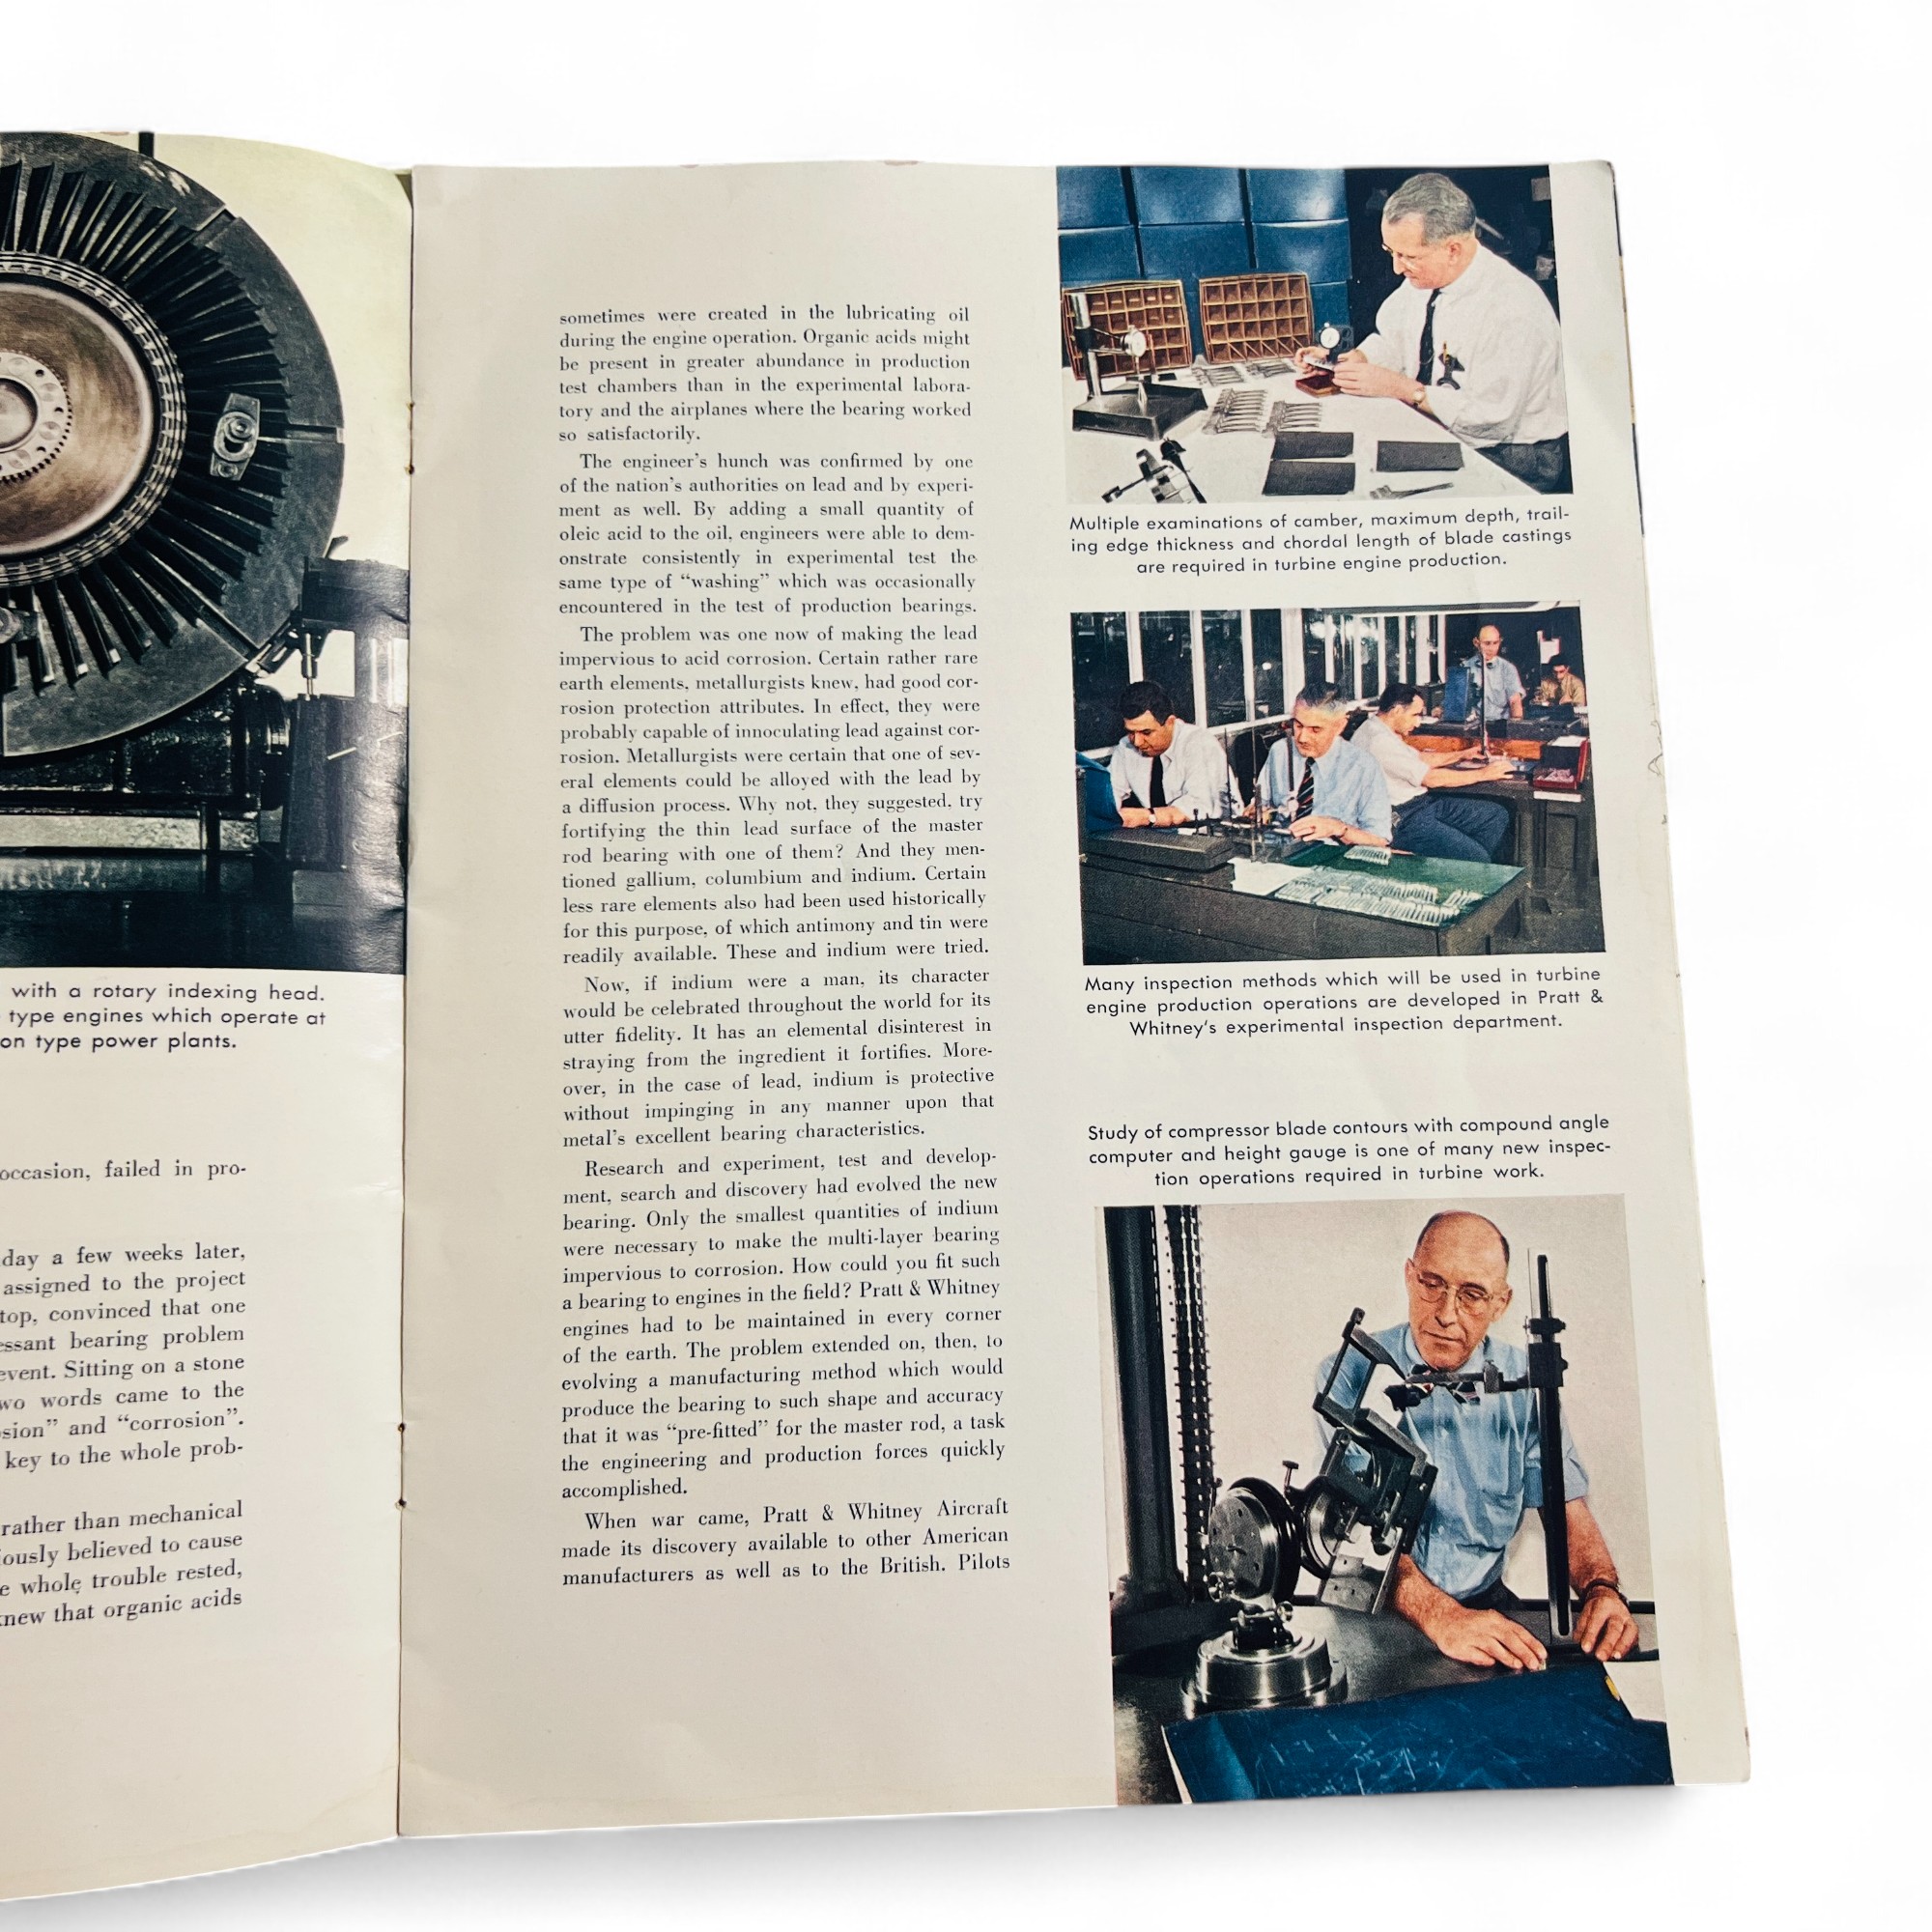 with a rotary indexing head.
type engines which operate at
on type power plants.
occasion, failed in pro-
day a few weeks later,
assigned to the project
top, convinced that one
essant bearing problem
event. Sitting on a stone
wo words came to the
sion” and “corrosion”.
key to the whole prob-
rather than mechanical
iously believed to cause
e whole trouble rested,
knew that organic acids
sometimes were created in the lubricating oil
during the engine operation. Organic acids might
be present in greater abundance in production
test chambers than in the experimental labora-
tory and the airplanes where the bearing worked
so satisfactorily.
The engineer’s hunch was confirmed by one
of the nation’s authorities on lead and by experi-
ment as well. By adding a small quantity of
oleic acid to the oil, engineers were able to dem-
onstrate consistently in experimental test the
same type of “washing” which was occasionally
encountered in the test of production bearings.
The problem was one now of making the lead
impervious to acid corrosion. Certain rather rare
earth elements, metallurgists knew, had good cor-
rosion protection attributes. In effect, they were
probably capable of innoculating lead against cor-
rosion. Metallurgists were certain that one of sev-
eral elements could be alloyed with the lead by
a diffusion process. Why not, they suggested, try
fortifying the thin lead surface of the master
rod bearing with one of them? And they men-
tioned gallium, columbium and indium. Certain
less rare elements also had been used historically
for this purpose, of which antimony and tin were
readily available. These and indium were tried.
Now, if indium were a man, its character
would be celebrated throughout the world for its
utter fidelity. It has an elemental disinterest in
straying from the ingredient it fortifies. More-
over, in the case of lead, indium is protective
without impinging in any manner upon that
metal’s excellent bearing characteristics.
Research and experiment, test and develop-
ment, search and discovery had evolved the new
bearing. Only the smallest quantities of indium
were necessary to make the multi-layer bearing
impervious to corrosion. How could you fit such
a bearing to engines in the field? Pratt & Whitney
engines had to be maintained in every corner
of the earth. The problem extended on, then, to
evolving a manufacturing method which would
produce the bearing to such shape and accuracy
that it was “pre-fitted” for the master rod, a task
the engineering and production forces quickly
accomplished.
When war came, Pratt & Whitney Aircraft
made its discovery available to other American
manufacturers as well as to the British. Pilots
Multiple examinations of camber, maximum depth, trail-
ing edge thickness and chordal length of blade castings
are required in turbine engine production.
Many inspection methods which will be used in turbine
engine production operations are developed in Pratt &
Whitney’s experimental inspection department.
Study of compressor blade contours with compound angle
computer and height gauge is one of many new inspec-
tion operations required in turbine work.